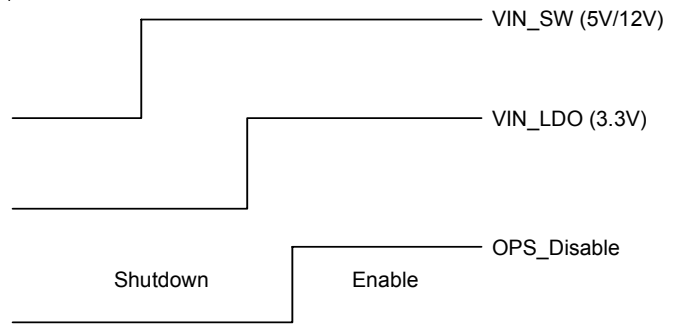 VIN_SW (5V/12V)
VIN_LDO (3.3V)
OPS_Disable
Shutdown Enable